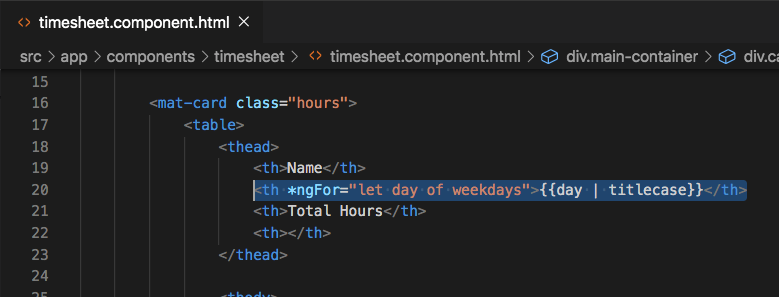 timesheet.component.html
src > app > components > timesheet > timesheet.component.html > div.main-container > div.ca
15
16 <mat-card class="hours">
17 <table>
18 <thead>
19 <th>Name</th>
20 <th *ngFor="let day of weekdays">{{day | titlecase}}</th>
21 <th>Total Hours</th>
22 <th></th>
23 </thead>
24
25 <tbody>